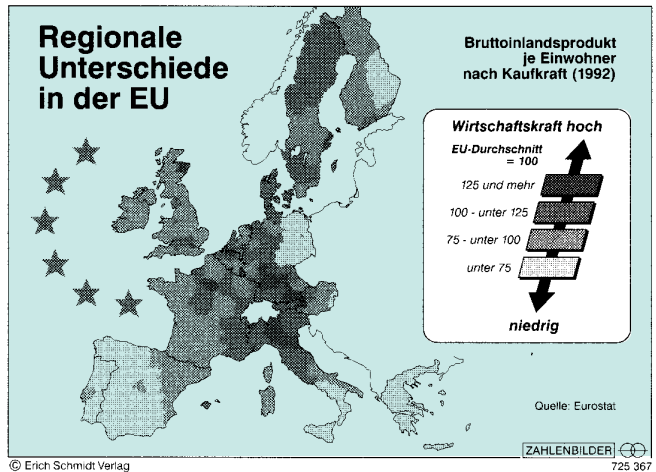 Regionale
Unterschiede
in der EU
Bruttoinlandsprodukt
je Einwohner
nach Kaufkraft (1992)
Wirtschaftskraft hoch
EU-Durchschnitt
= 100
125 und mehr
100 - unter 125
75 - unter 100
unter 75
niedrig
Quelle: Eurostat
ZAHLENBILDER
© Erich Schmidt Verlag
725 367